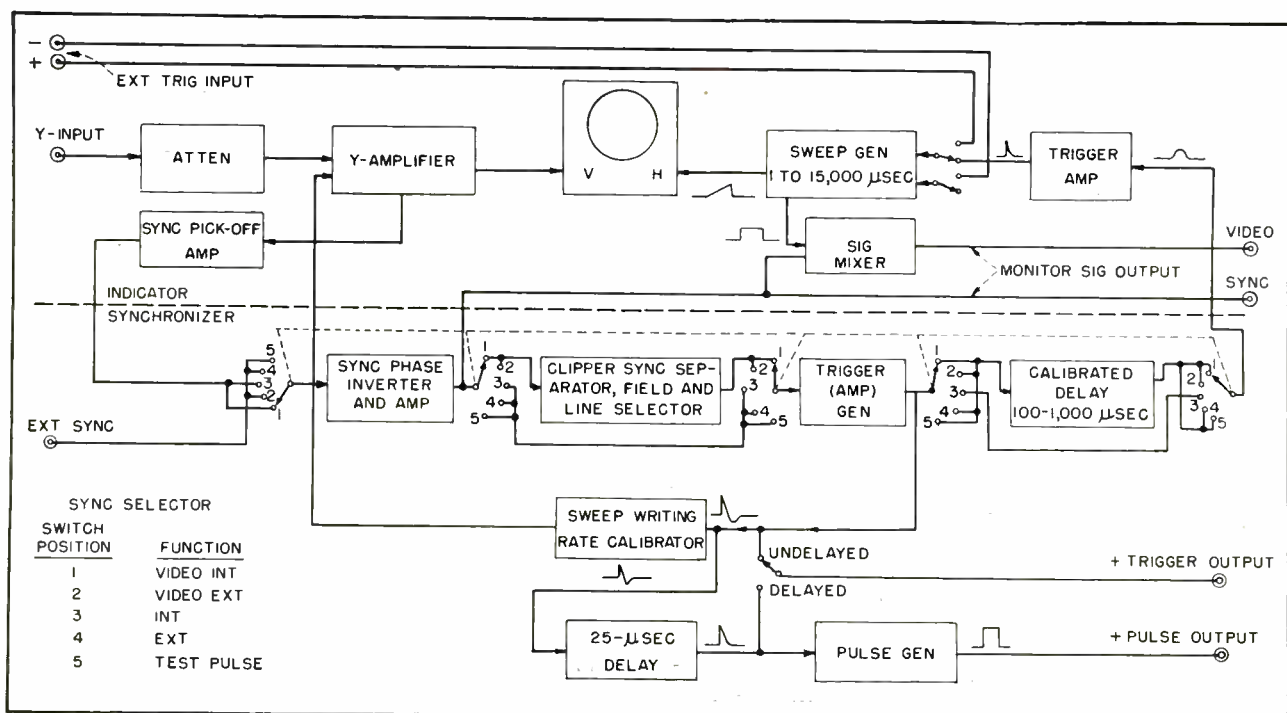 −
+
EXT TRIG INPUT
Y-INPUT
ATTEN
Y-AMPLIFIER
V H
SWEEP GEN
1 TO 15,000 µSEC
TRIGGER
AMP
SYNC PICK-OFF
AMP
SIG
MIXER
VIDEO
MONITOR SIG OUTPUT
SYNC
INDICATOR
SYNCHRONIZER
5
4
3
2
1
SYNC PHASE
INVERTER
AND AMP
1
2
3
4
5
CLIPPER SYNC SEP-
ARATOR, FIELD AND
LINE SELECTOR
1
2
3
4
5
TRIGGER
(AMP)
GEN
1
2
3
4
5
CALIBRATED
DELAY
100-1,000 µSEC
1
2
3
4
5
EXT SYNC
SYNC SELECTOR
SWITCH
POSITION FUNCTION
1 VIDEO INT
2 VIDEO EXT
3 INT
4 EXT
5 TEST PULSE
SWEEP WRITING
RATE CALIBRATOR
UNDELAYED
DELAYED
+ TRIGGER OUTPUT
25-µSEC
DELAY
PULSE GEN
+ PULSE OUTPUT